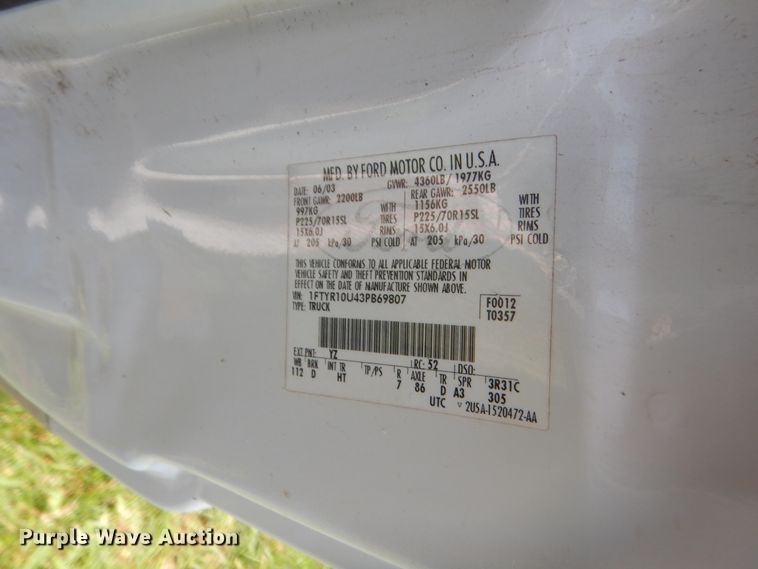 MFD. BY FORD MOTOR CO. IN U.S.A.
DATE: 06/03 GVWR: 4360LB/ 1977KG
FRONT GAWR: 2200LB REAR GAWR: 2550LB
997KG WITH 1156KG WITH
P225/70R15SL TIRES P225/70R15SL TIRES
15X6.0J RIMS 15X6.0J RIMS
AT 205 kPa/30 PSI COLD AT 205 kPa/30 PSI COLD
THIS VEHICLE CONFORMS TO ALL APPLICABLE FEDERAL MOTOR
VEHICLE SAFETY AND THEFT PREVENTION STANDARDS IN
EFFECT ON THE DATE OF MANUFACTURE SHOWN ABOVE.
VIN: 1FTYR10U43PB69807 F0012
TYPE: TRUCK T0357
EXT PNT: YZ RC: 52 DSO:
WB BRK INT TR TP/PS R AXLE TR SPR 3R31C
112 D HT 7 86 D A3 305
UTC ▽ 2U5A-1520472-AA
Ford
Purple Wave Auction